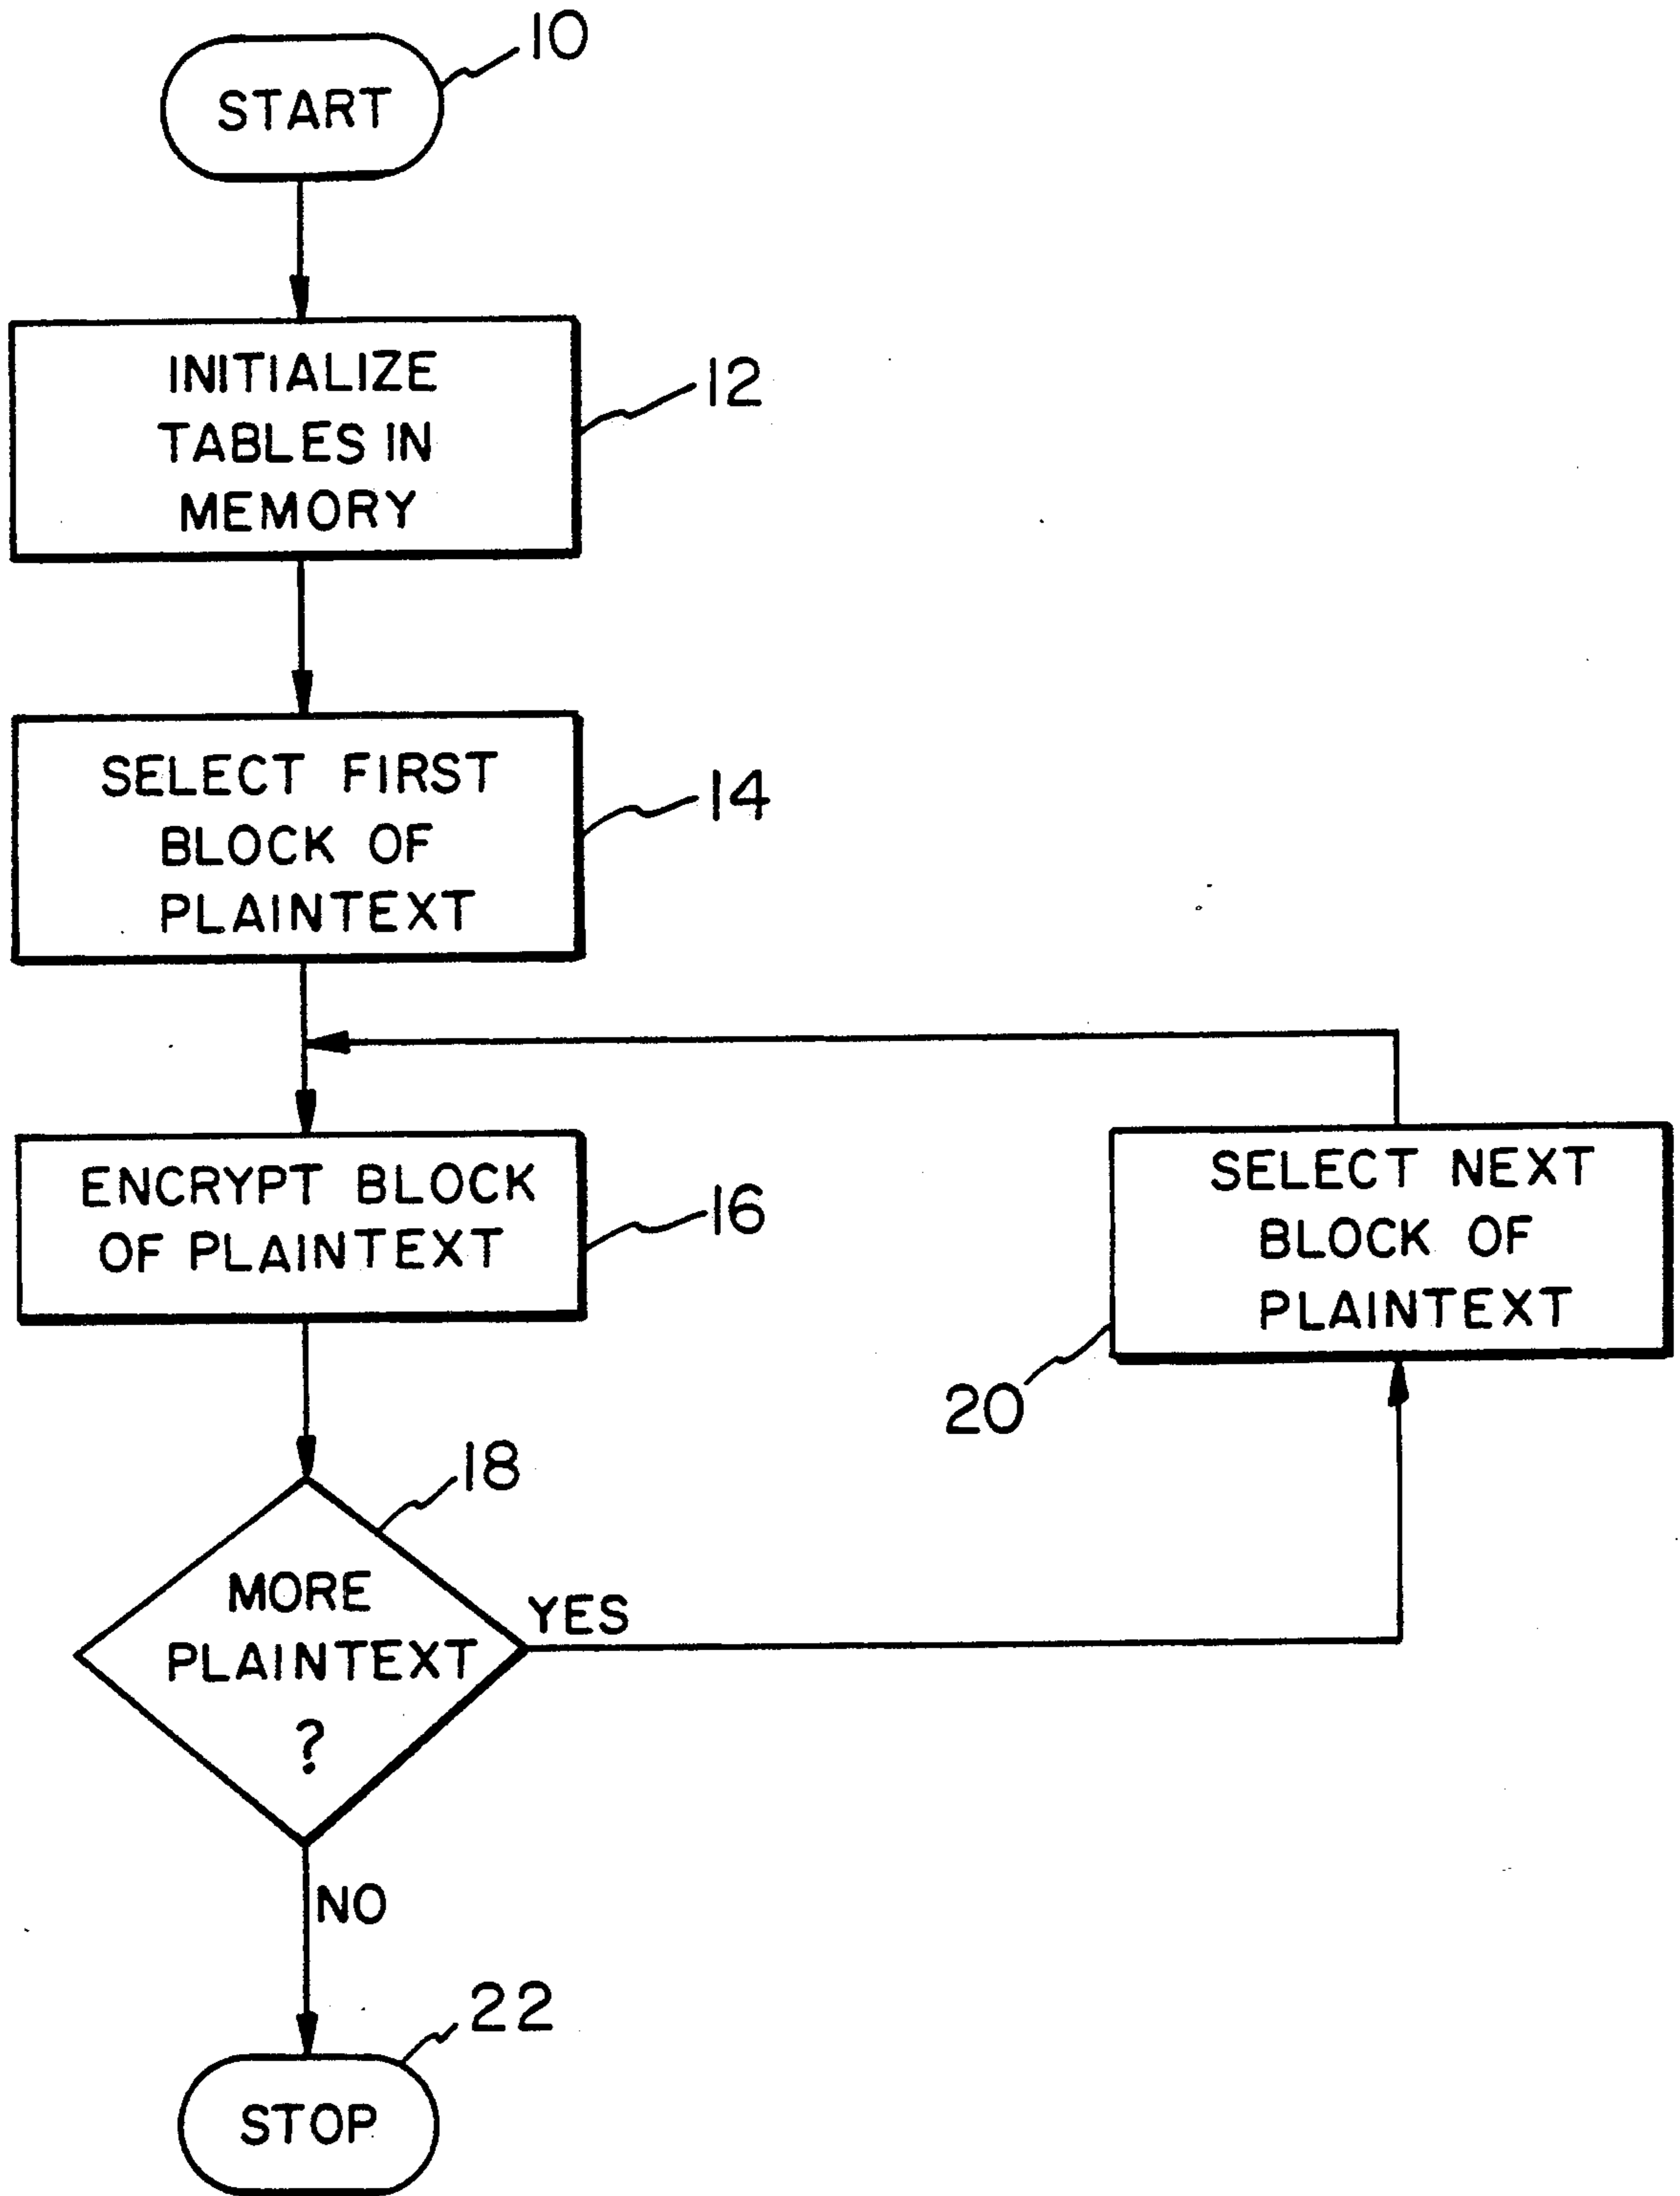 10
START
INITIALIZE
TABLES IN
MEMORY
12
SELECT FIRST
BLOCK OF
PLAINTEXT
14
ENCRYPT BLOCK
OF PLAINTEXT
16
SELECT NEXT
BLOCK OF
PLAINTEXT
20
18
MORE
PLAINTEXT
?
YES
NO
22
STOP